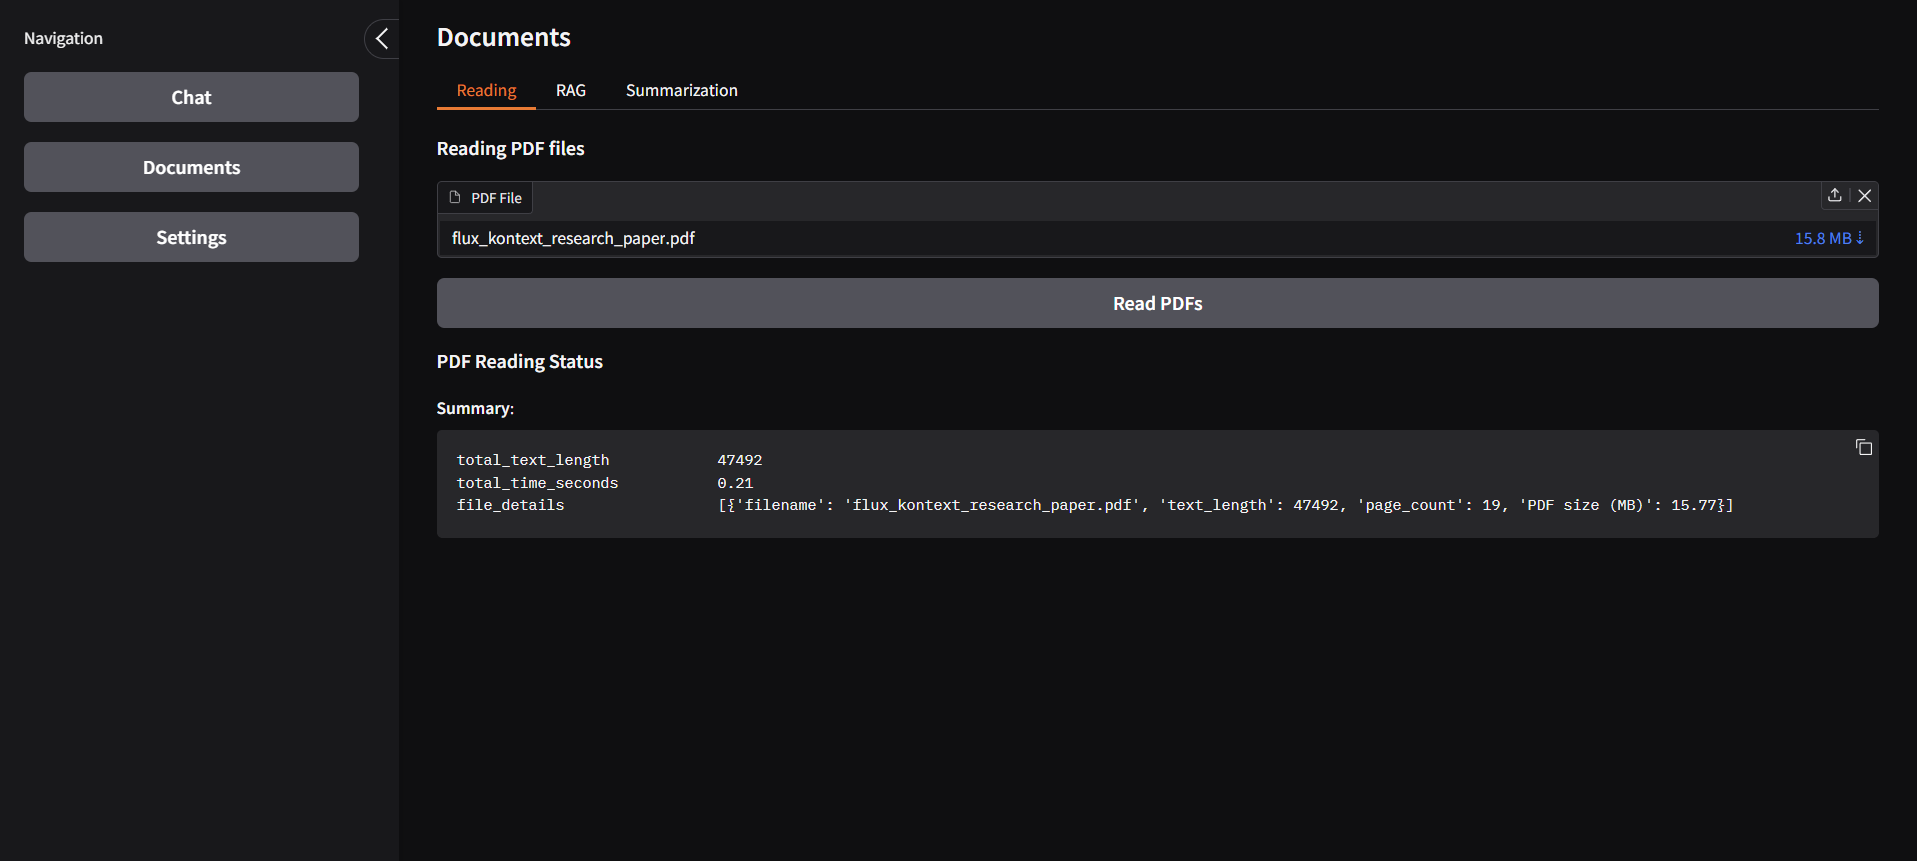 Navigation
Chat
Documents
Settings
Documents
Reading RAG Summarization
Reading PDF files
PDF File
flux_kontext_research_paper.pdf 15.8 MB ⇣
Read PDFs
PDF Reading Status
Summary:
total_text_length 47492
total_time_seconds 0.21
file_details [{'filename': 'flux_kontext_research_paper.pdf', 'text_length': 47492, 'page_count': 19, 'PDF size (MB)': 15.77}]